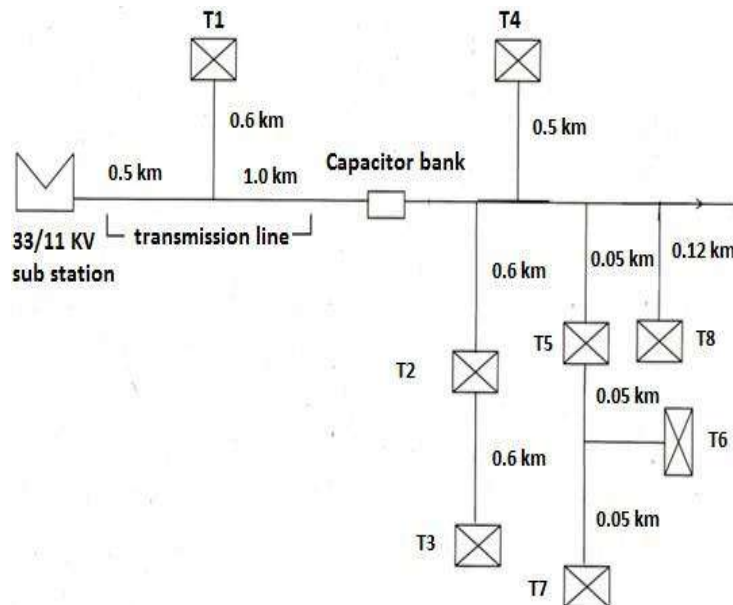 T1
T4
0.6 km
0.5 km
0.5 km
1.0 km
Capacitor bank
33/11 KV
sub station
transmission line
0.6 km
0.05 km
0.12 km
T2
T5
T8
0.05 km
T6
0.6 km
0.05 km
T3
T7